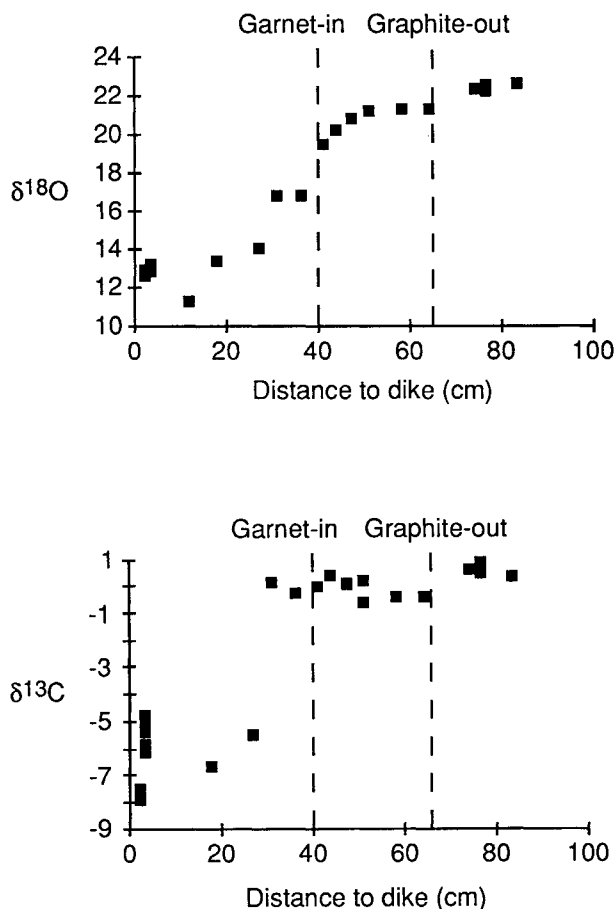 Garnet-in Graphite-out
24
22
20
δ18O
18
16
14
12
10
0 20 40 60 80 100
Distance to dike (cm)
Garnet-in Graphite-out
1
-1
-3
δ13C
-5
-7
-9
0 20 40 60 80 100
Distance to dike (cm)